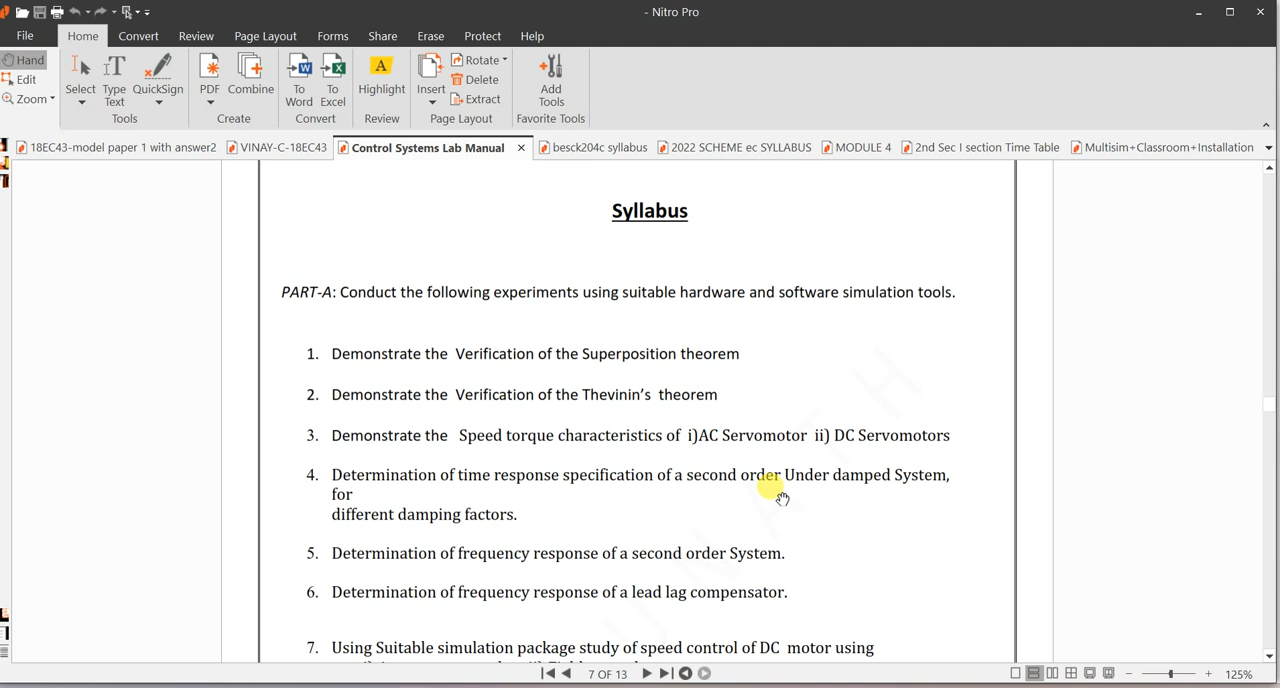 - Nitro Pro
File Home Convert Review Page Layout Forms Share Erase Protect Help
Hand
Edit
Zoom
Select
Type Text
QuickSign
Tools
PDF
Combine
Create
To Word
To Excel
Convert
Highlight
Review
Insert
Rotate
Delete
Extract
Page Layout
Add Tools
Favorite Tools
18EC43-model paper 1 with answer2 VINAY-C-18EC43 Control Systems Lab Manual besck204c syllabus 2022 SCHEME ec SYLLABUS MODULE 4 2nd Sec I section Time Table Multisim+Classroom+Installation
Syllabus
PART-A: Conduct the following experiments using suitable hardware and software simulation tools.
1. Demonstrate the Verification of the Superposition theorem
2. Demonstrate the Verification of the Thevinin's theorem
3. Demonstrate the Speed torque characteristics of i)AC Servomotor ii) DC Servomotors
4. Determination of time response specification of a second order Under damped System,
for
different damping factors.
5. Determination of frequency response of a second order System.
6. Determination of frequency response of a lead lag compensator.
7. Using Suitable simulation package study of speed control of DC motor using
7 OF 13
125%